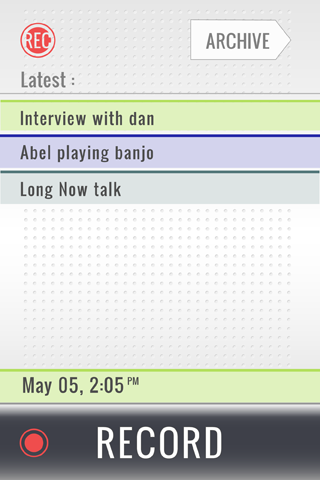 REC
ARCHIVE
Latest :
Interview with dan
Abel playing banjo
Long Now talk
May 05, 2:05 PM
RECORD